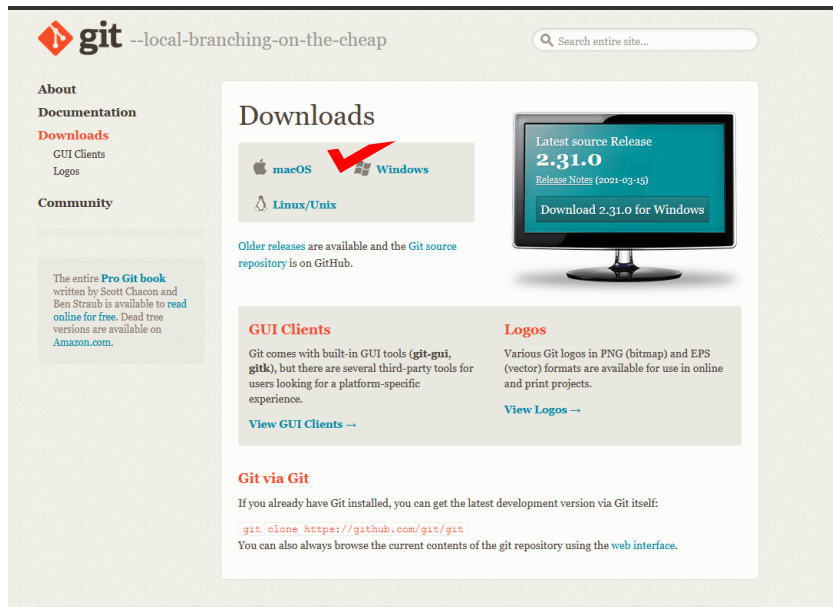 git --local-branching-on-the-cheap
Search entire site...
About
Documentation
Downloads
GUI Clients
Logos
Community
The entire Pro Git book
written by Scott Chacon and
Ben Straub is available to read
online for free. Dead tree
versions are available on
Amazon.com.
Downloads
macOS
Windows
Linux/Unix
Older releases are available and the Git source
repository is on GitHub.
Latest source Release
2.31.0
Release Notes (2021-03-15)
Download 2.31.0 for Windows
GUI Clients
Git comes with built-in GUI tools (git-gui,
gitk), but there are several third-party tools for
users looking for a platform-specific
experience.
View GUI Clients →
Logos
Various Git logos in PNG (bitmap) and EPS
(vector) formats are available for use in online
and print projects.
View Logos →
Git via Git
If you already have Git installed, you can get the latest development version via Git itself:
git clone https://github.com/git/git
You can also always browse the current contents of the git repository using the web interface.